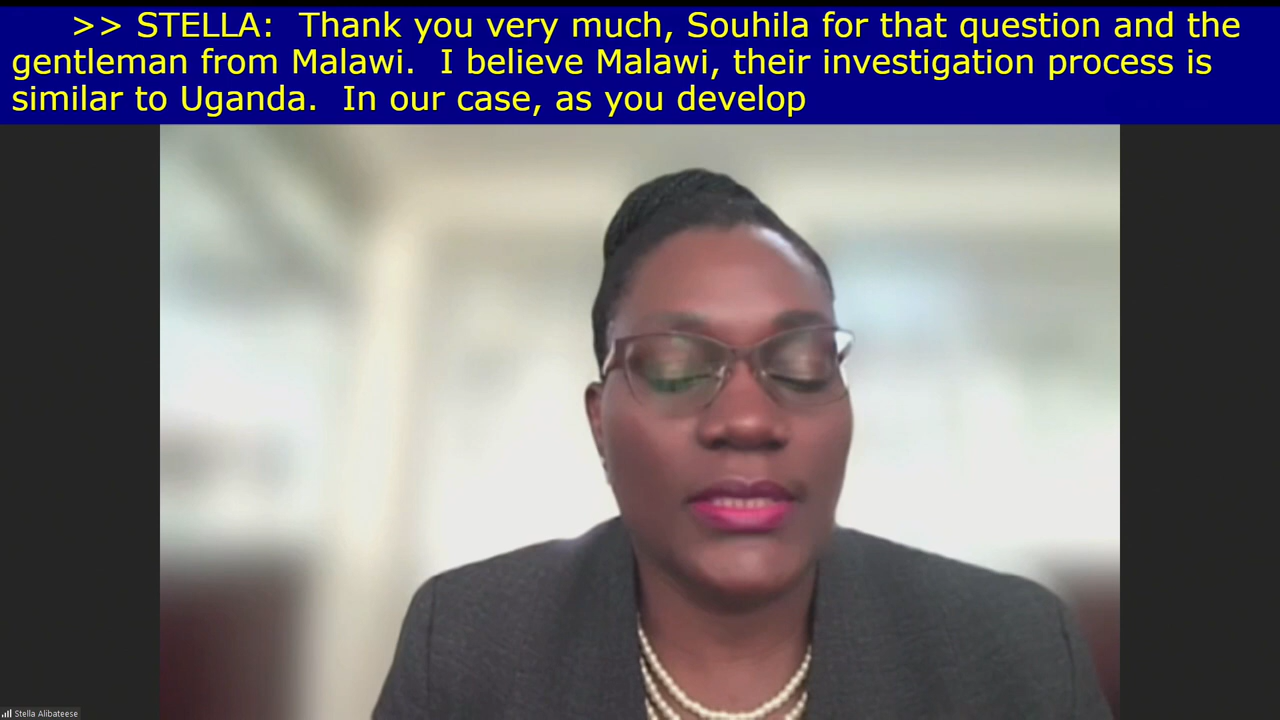 >> STELLA: Thank you very much, Souhila for that question and the
gentleman from Malawi. I believe Malawi, their investigation process is
similar to Uganda. In our case, as you develop
Stella Alibateese